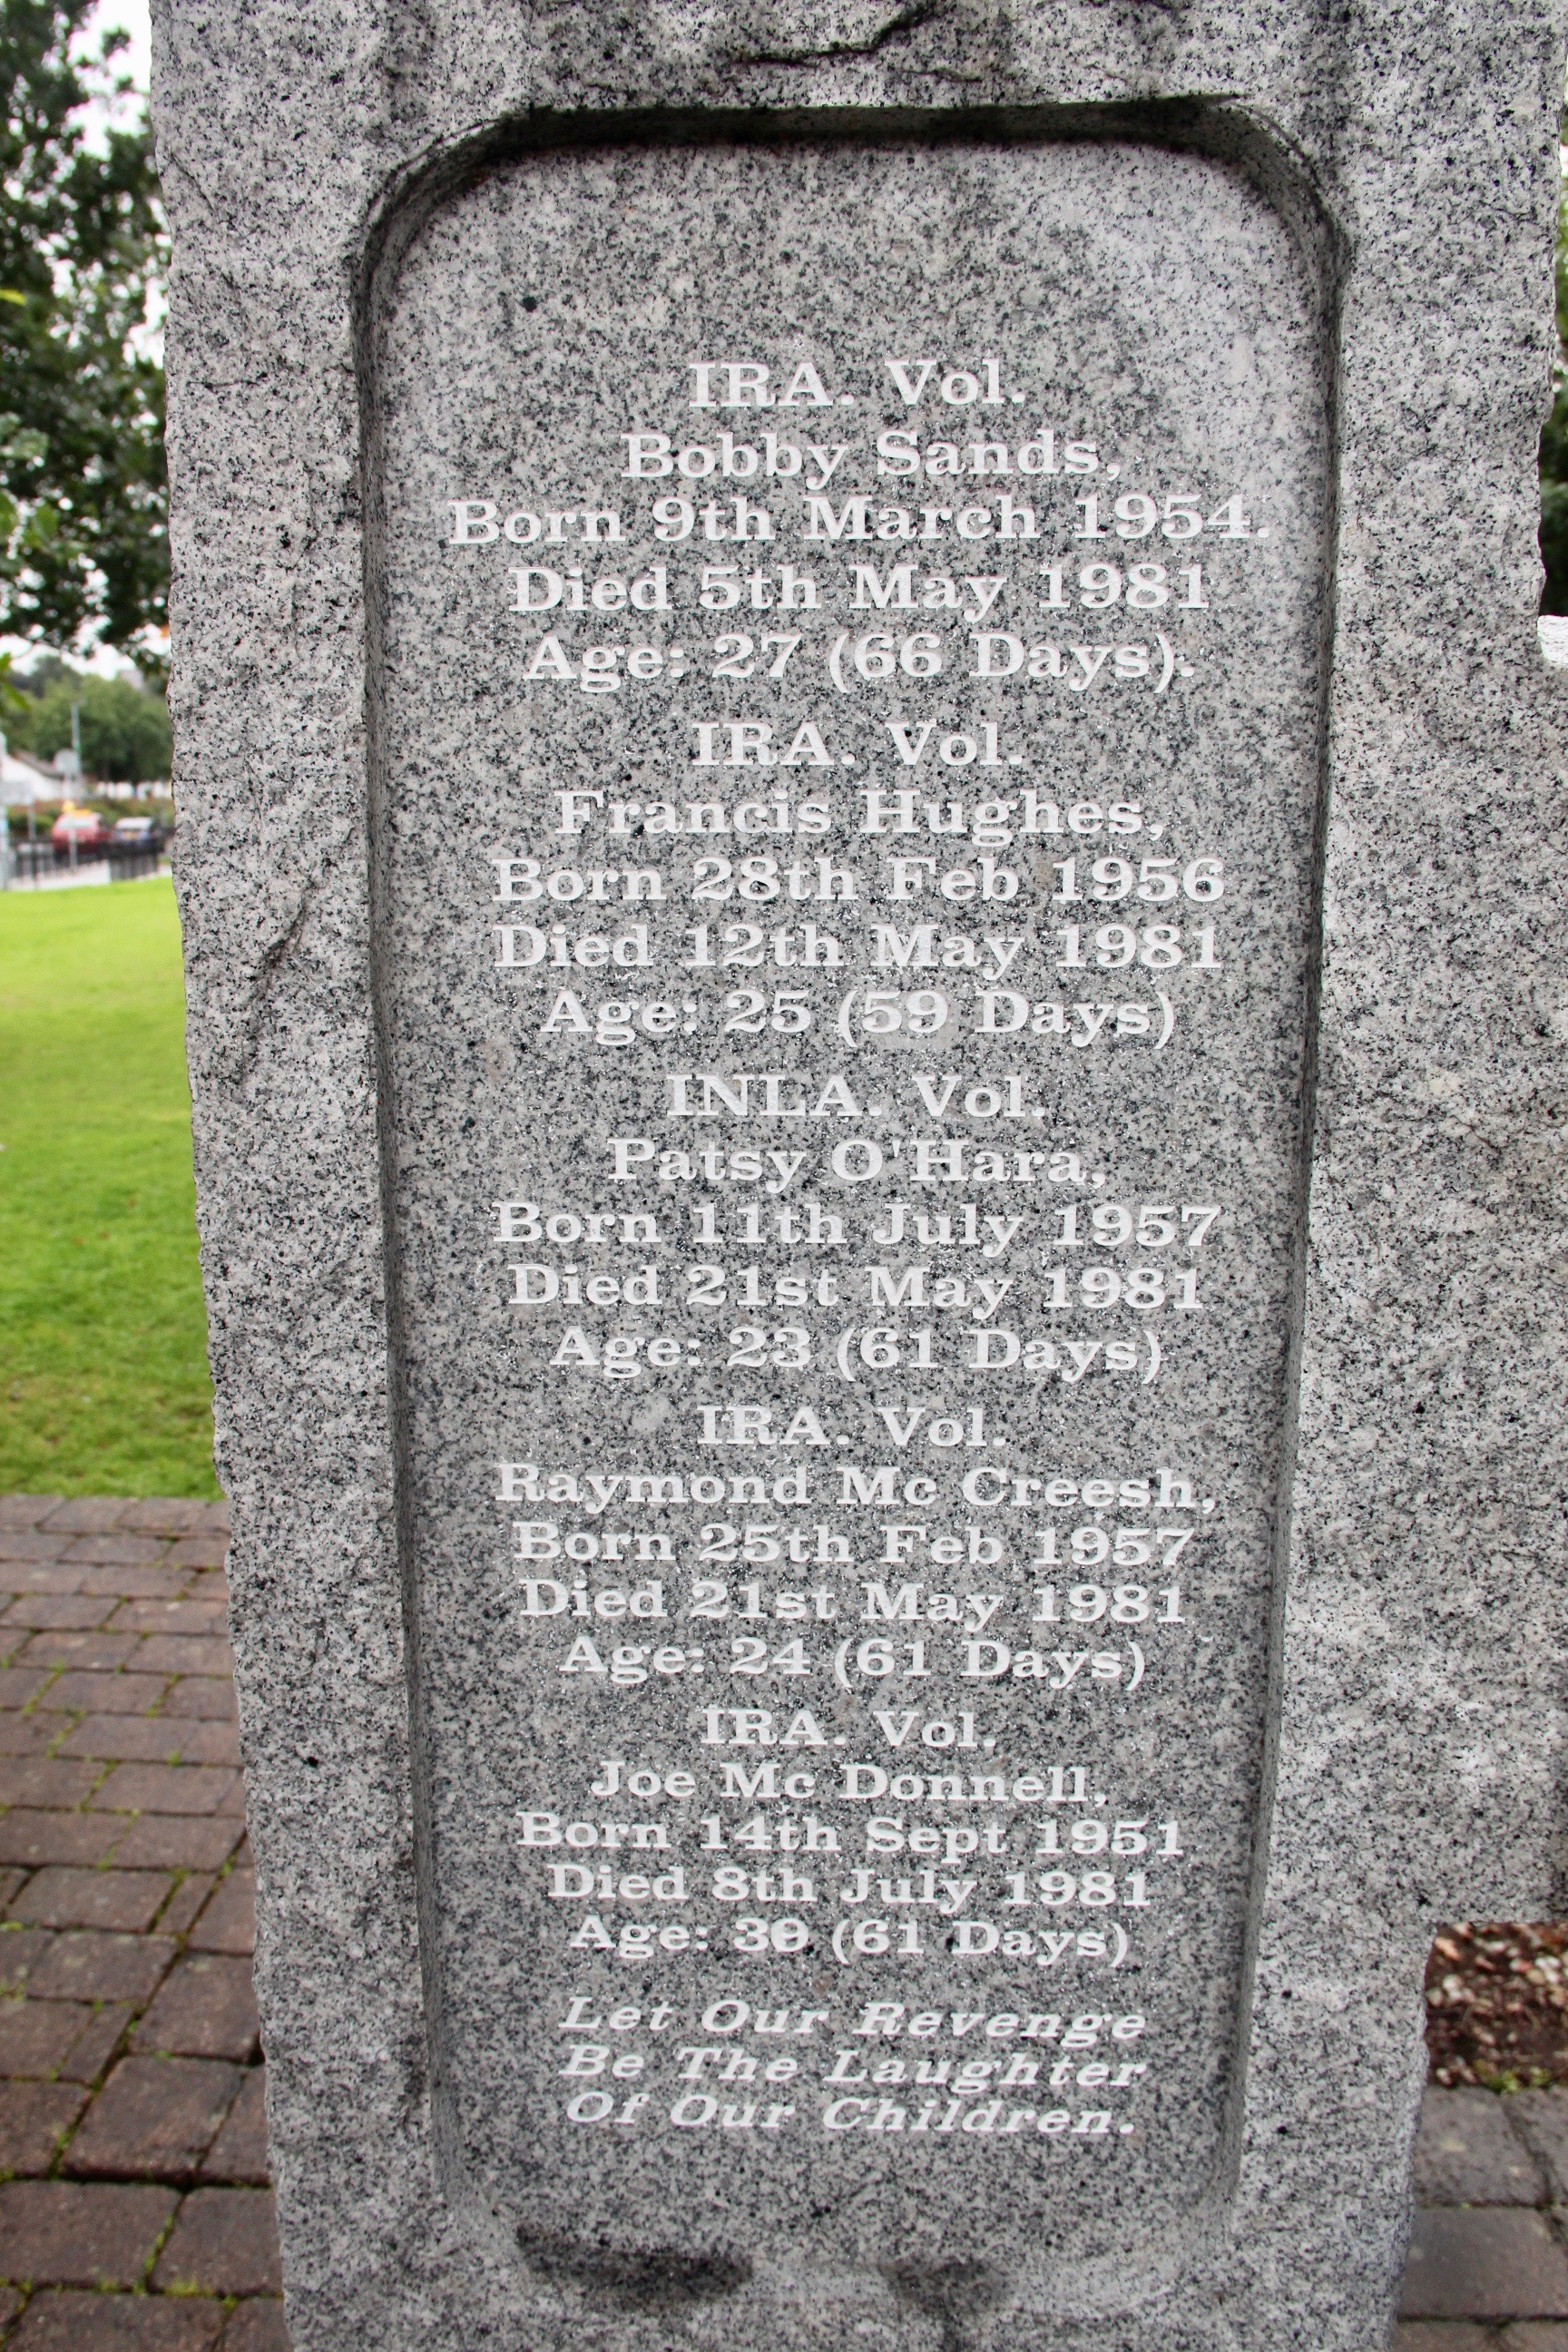 IRA. Vol.
Bobby Sands,
Born 9th March 1954.
Died 5th May 1981
Age: 27 (66 Days).
IRA. Vol.
Francis Hughes,
Born 28th Feb 1956
Died 12th May 1981
Age: 25 (59 Days)
INLA. Vol.
Patsy O'Hara,
Born 11th July 1957
Died 21st May 1981
Age: 23 (61 Days)
IRA. Vol.
Raymond Mc Creesh,
Born 25th Feb 1957
Died 21st May 1981
Age: 24 (61 Days)
IRA. Vol.
Joe Mc Donnell,
Born 14th Sept 1951
Died 8th July 1981
Age: 30 (61 Days)
Let Our Revenge
Be The Laughter
Of Our Children.